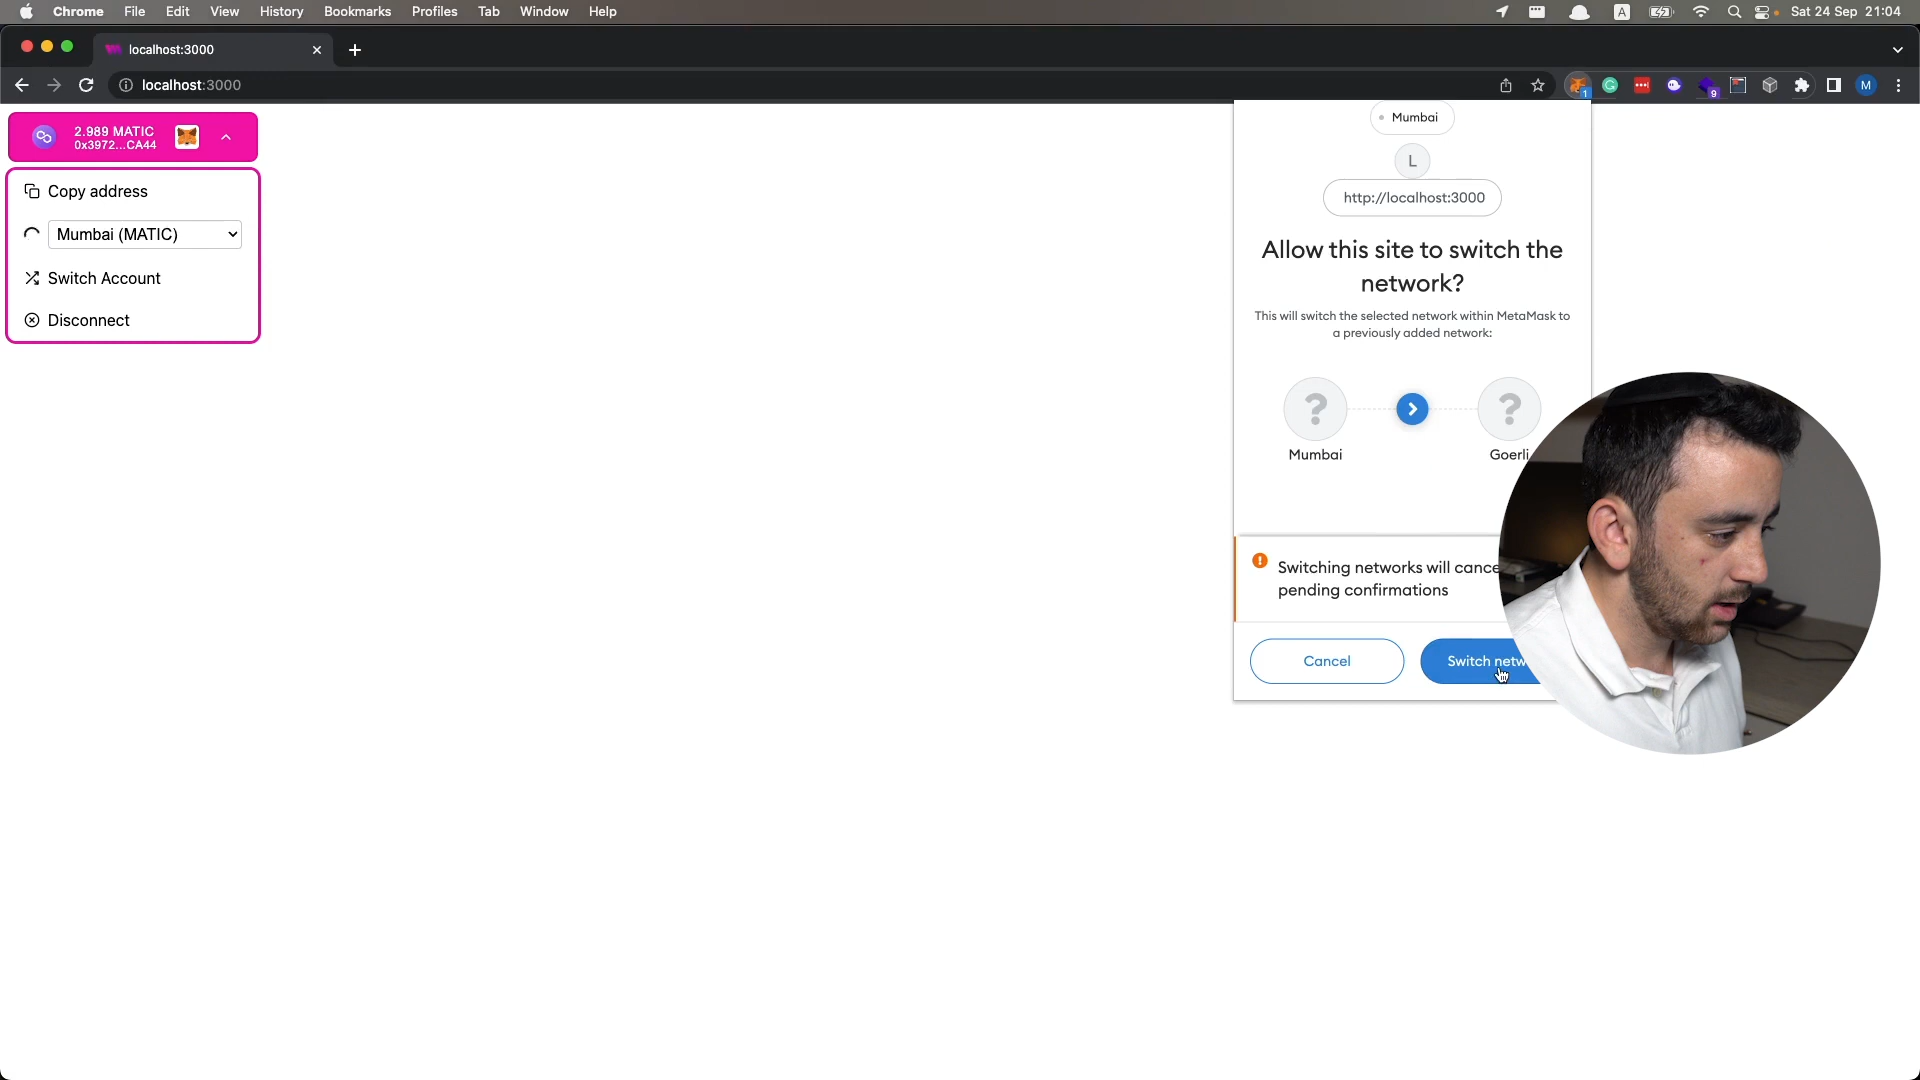 Chrome File Edit View History Bookmarks Profiles Tab Window Help A Sat 24 Sep 21:04
localhost:3000
localhost:3000 1 G 9 M
2.989 MATIC
0x3972...CA44
Copy address
Mumbai (MATIC)
Switch Account
Disconnect
Mumbai
L
http://localhost:3000
Allow this site to switch the
network?
This will switch the selected network within MetaMask to
a previously added network:
? ?
Mumbai Goerli
Switching networks will cance
pending confirmations
Cancel Switch netw